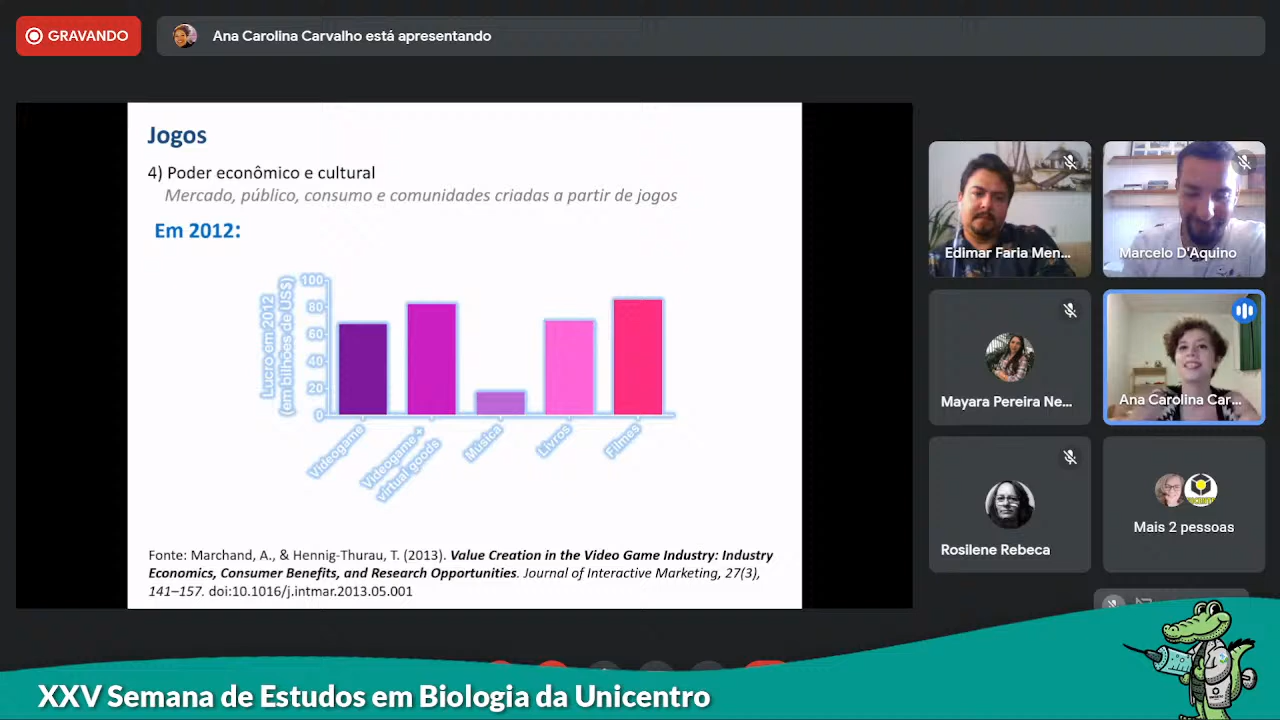 GRAVANDO
Ana Carolina Carvalho está apresentando
Jogos
4) Poder econômico e cultural
Mercado, público, consumo e comunidades criadas a partir de jogos
Em 2012:
Lucro em 2012
(em bilhões de US$)
100
80
60
40
20
0
Videogame
Videogame +
virtual goods
Música
Livros
Filmes
Fonte: Marchand, A., & Hennig-Thurau, T. (2013). Value Creation in the Video Game Industry: Industry
Economics, Consumer Benefits, and Research Opportunities. Journal of Interactive Marketing, 27(3),
141–157. doi:10.1016/j.intmar.2013.05.001
Edimar Faria Men...
Marcelo D'Aquino
Mayara Pereira Ne...
Ana Carolina Car...
Rosilene Rebeca
Mais 2 pessoas
XXV Semana de Estudos em Biologia da Unicentro